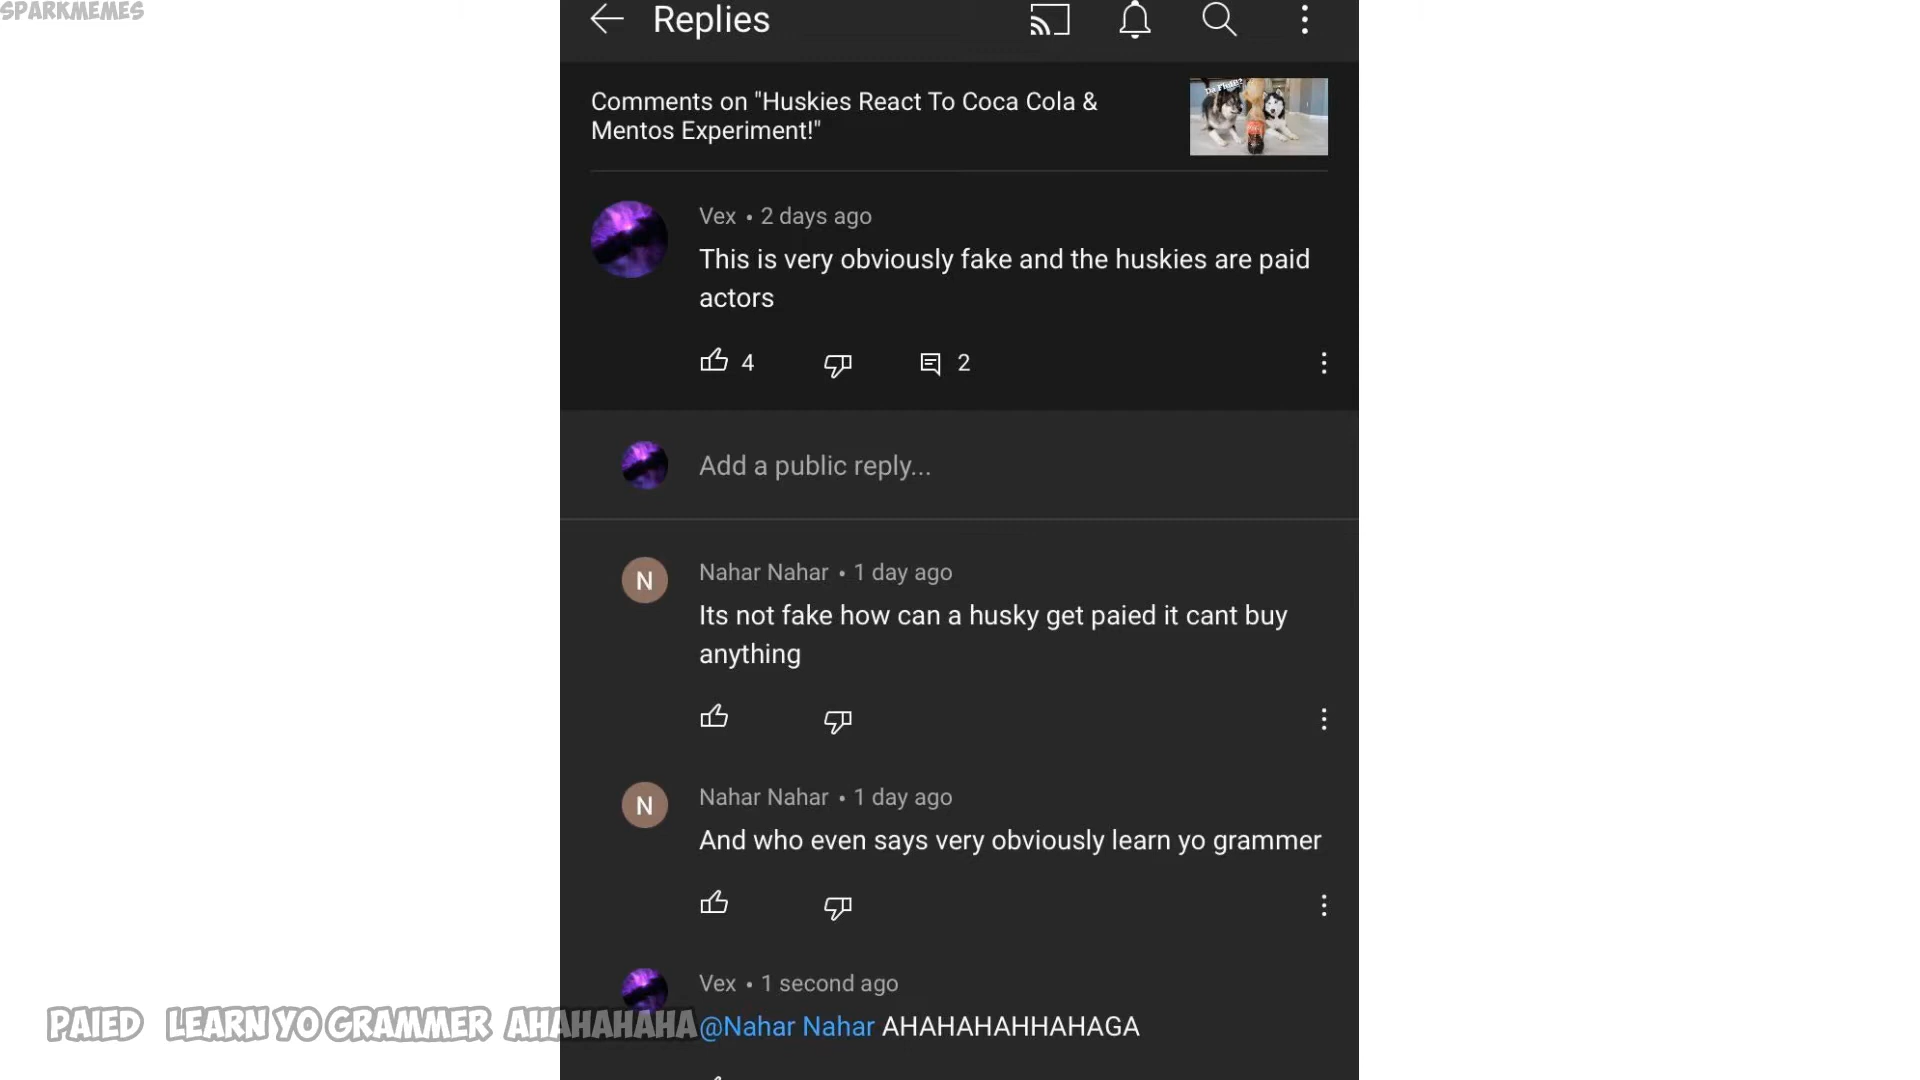 SPARKMEMES
Replies
Comments on "Huskies React To Coca Cola &
Mentos Experiment!"
Vex • 2 days ago
This is very obviously fake and the huskies are paid
actors
4
2
Add a public reply...
N
Nahar Nahar • 1 day ago
Its not fake how can a husky get paied it cant buy
anything
N
Nahar Nahar • 1 day ago
And who even says very obviously learn yo grammer
Vex • 1 second ago
@Nahar Nahar AHAHAHAHHAHAGA
PAIED LEARN YO GRAMMER AHAHAHAHA